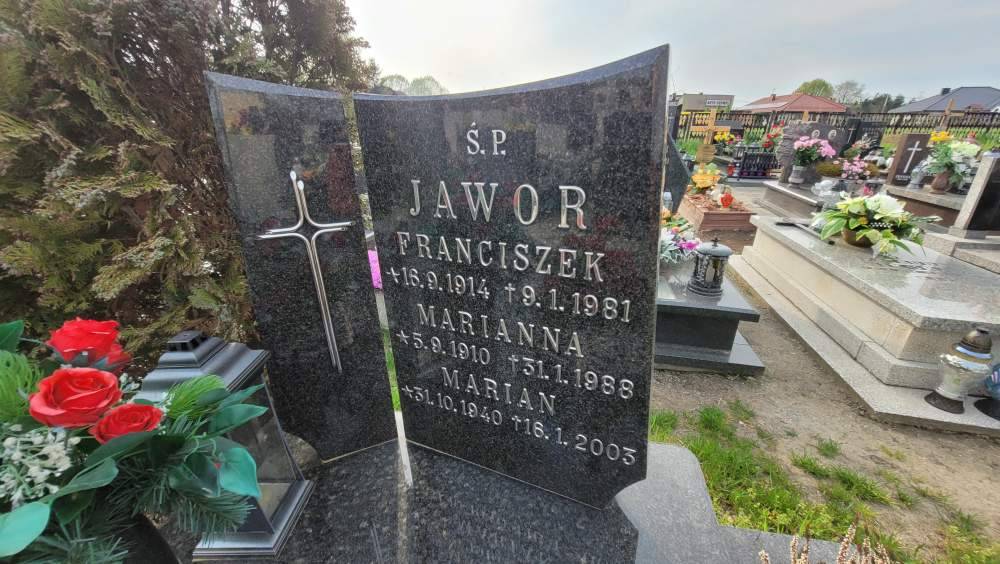 Ś.P.
JAWOR
FRANCISZEK
*16.9.1914 †9.1.1981
MARIANNA
*5.9.1910 †31.1.1988
MARIAN
*31.10.1940 †16.1.2003